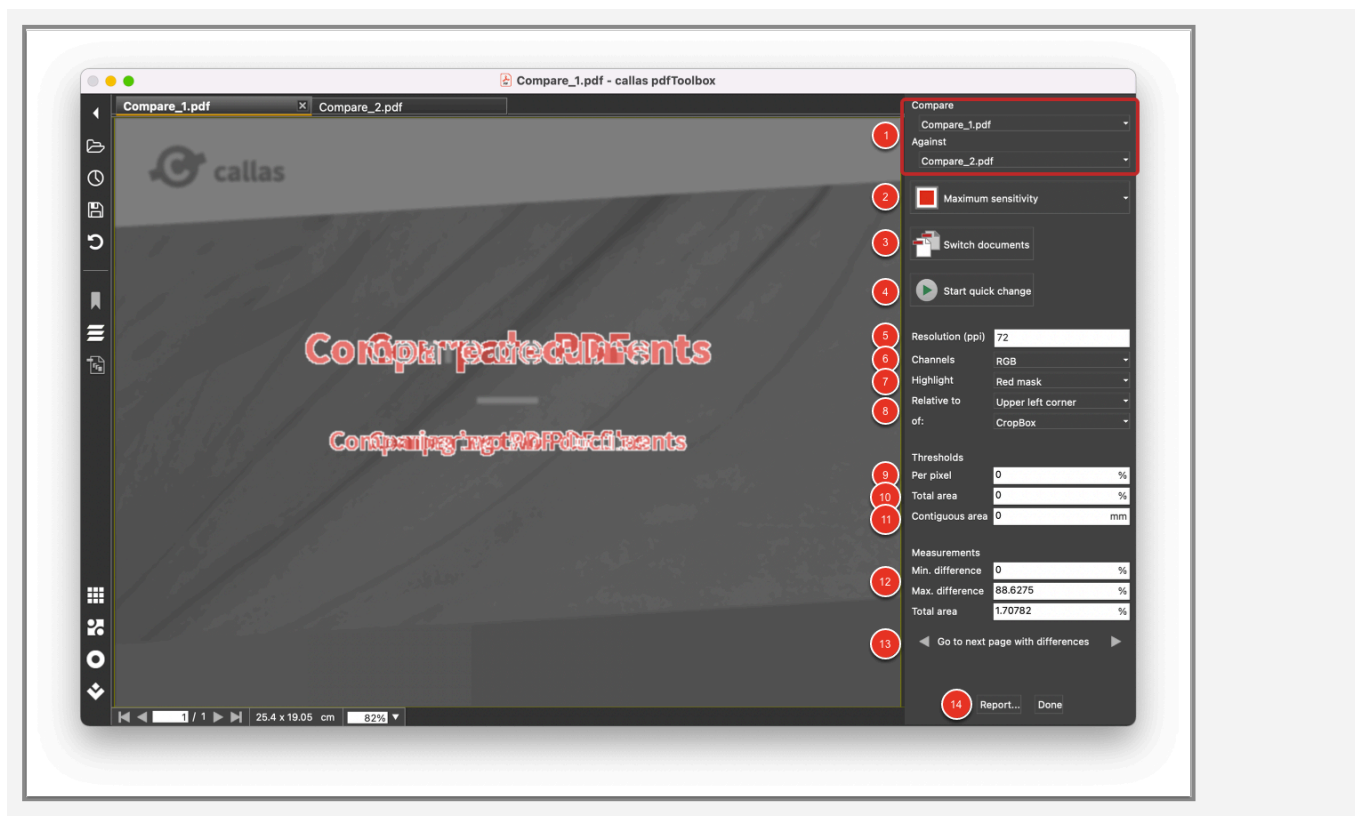 Compare_1.pdf - callas pdfToolbox
Compare_1.pdf
Compare_2.pdf
callas
Compare
1
Compare_1.pdf
Against
Compare_2.pdf
2
Maximum sensitivity
3
Switch documents
4
Start quick change
5
Resolution (ppi) 72
6
Channels RGB
7
Highlight Red mask
8
Relative to Upper left corner
of: CropBox
Thresholds
9
Per pixel 0 %
10
Total area 0 %
11
Contiguous area 0 mm
Measurements
12
Min. difference 0 %
Max. difference 88.6275 %
Total area 1.70782 %
13
Go to next page with differences
14
Report... Done
1 / 1 25.4 x 19.05 cm 82%